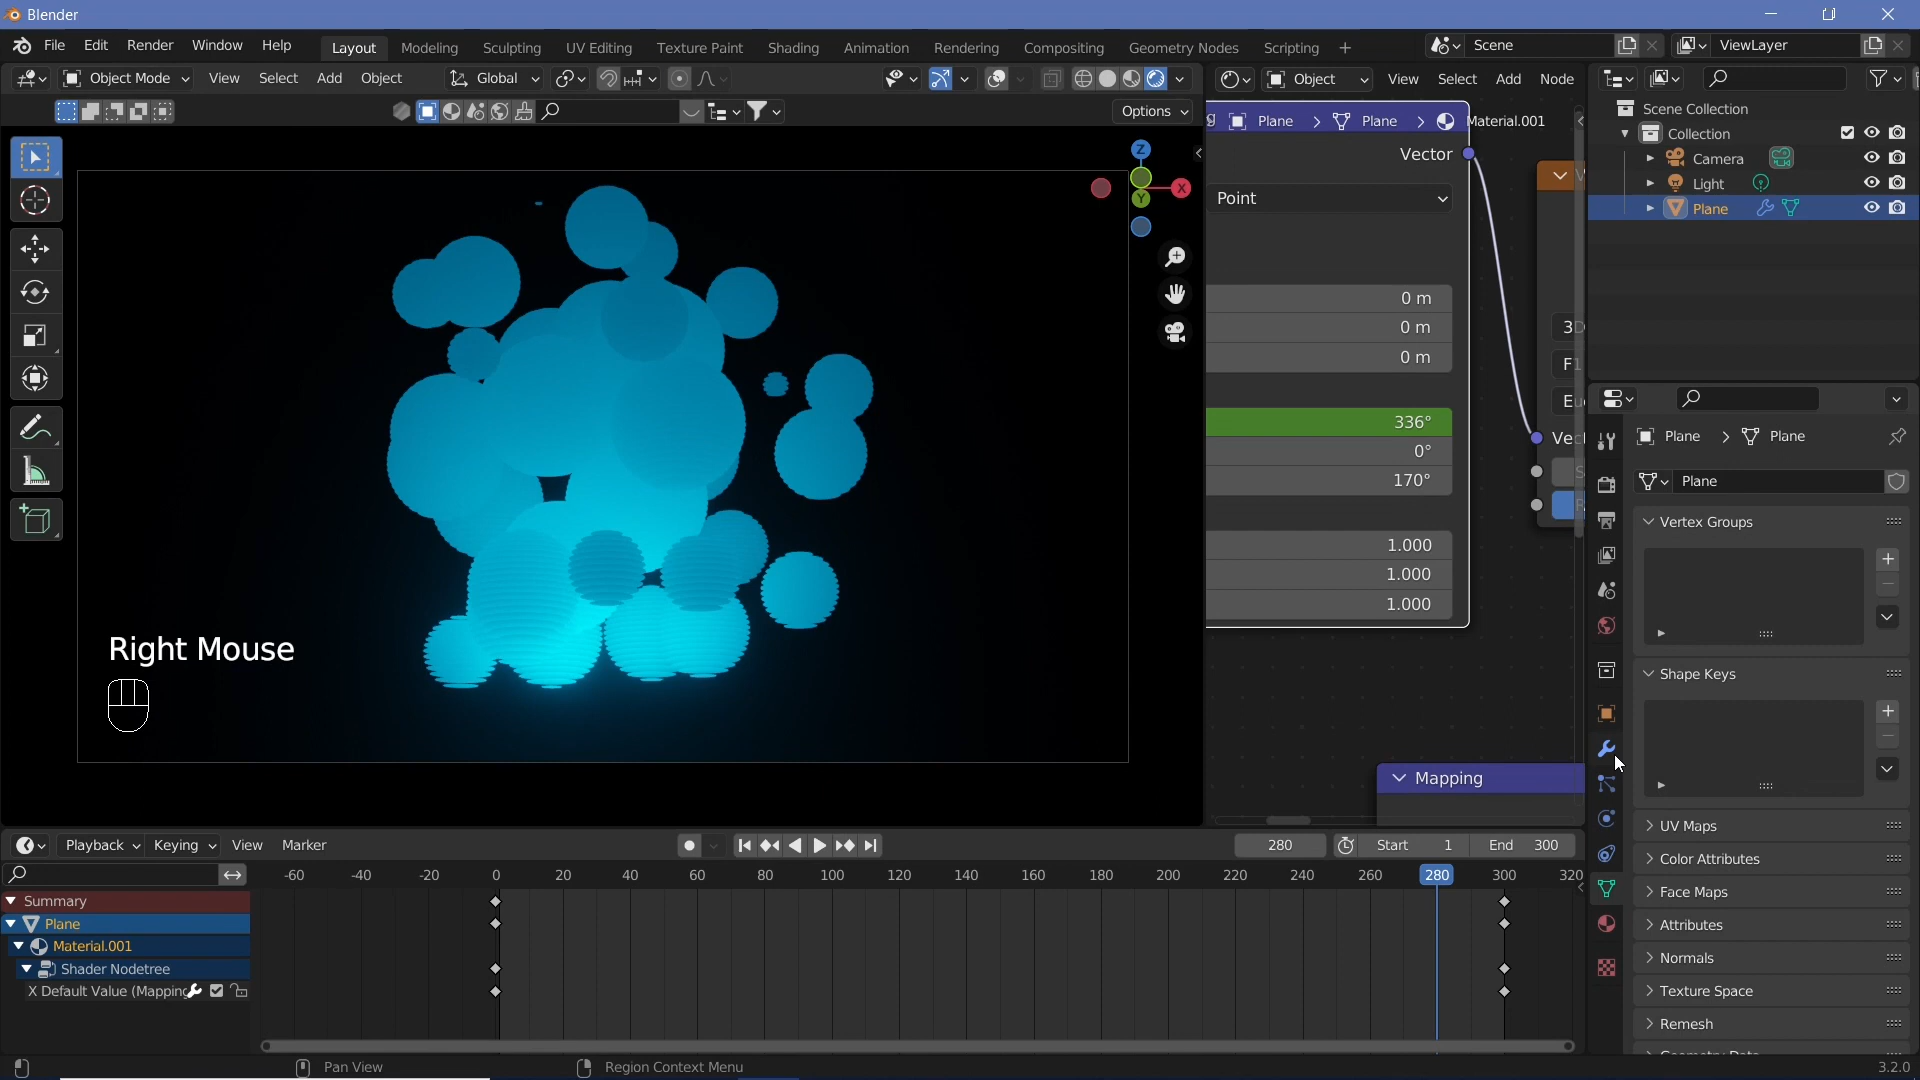 Blender
File Edit Render Window Help
Layout Modeling Sculpting UV Editing Texture Paint Shading Animation Rendering Compositing Geometry Nodes Scripting +
Scene
ViewLayer
Object Mode View Select Add Object Global
Object View Select Add Node
Options
Plane > Plane > Material.001
Scene Collection
Collection
Camera
Light
Plane
Z
X
Y
Vector
Point
0 m
0 m
0 m
336°
0°
170°
1.000
1.000
1.000
3D
F1
Mapping
Right Mouse
Plane > Plane
Plane
Vertex Groups
Shape Keys
UV Maps
Color Attributes
Face Maps
Attributes
Normals
Texture Space
Remesh
Geometry Data
Playback Keying View Marker
280
Start 1
End 300
-60 -40 -20 0 20 40 60 80 100 120 140 160 180 200 220 240 260 280 300 320
Summary
Plane
Material.001
Shader Nodetree
X Default Value (Mapping
Pan View
Region Context Menu
3.2.0